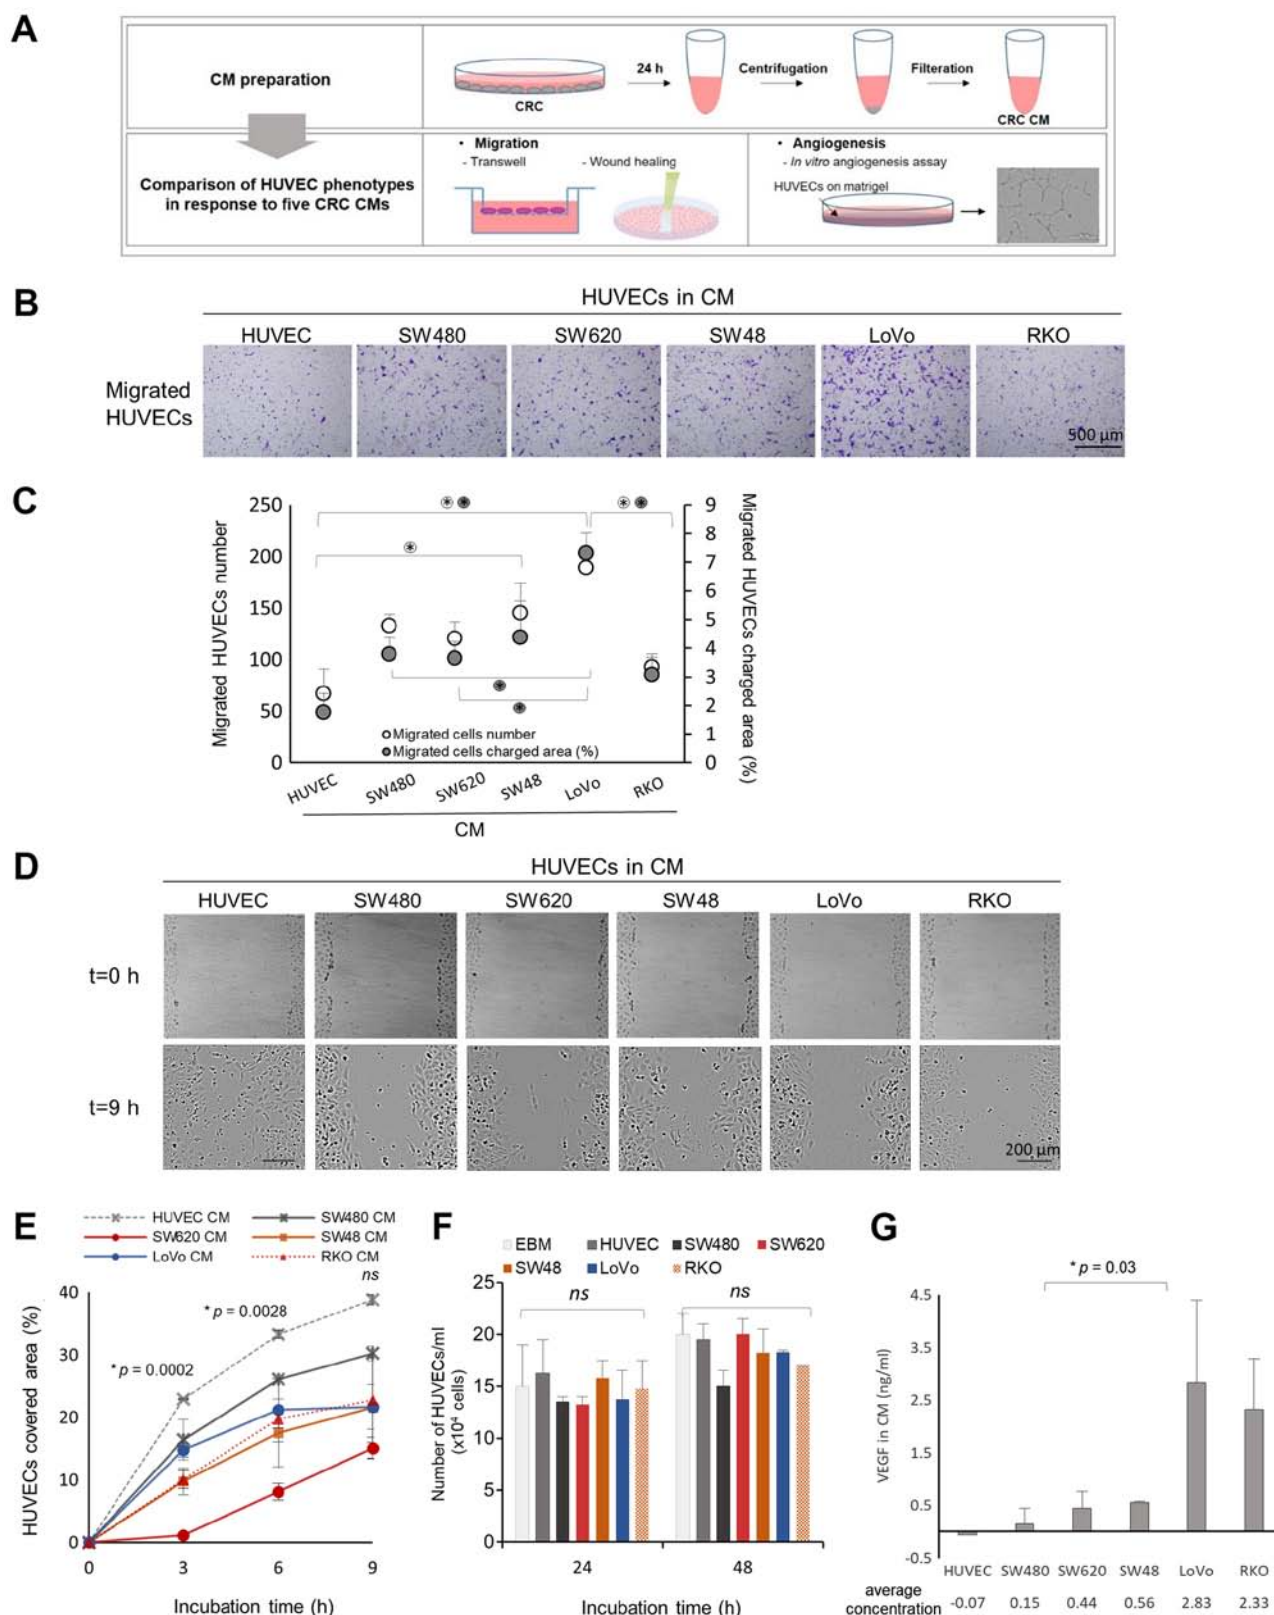 A
CM preparation
24 h
Centrifugation
Filteration
CRC
CRC CM
Comparison of HUVEC phenotypes
in response to five CRC CMs
• Migration
- Transwell
- Wound healing
• Angiogenesis
- In vitro angiogenesis assay
HUVECs on matrigel
B
HUVECs in CM
HUVEC SW480 SW620 SW48 LoVo RKO
Migrated
HUVECs
500 µm
C
Migrated HUVECs number
250
200
150
100
50
0
Migrated HUVECs charged area (%)
9
8
7
6
5
4
3
2
1
0
* *
* *
*
*
*
Migrated cells number
Migrated cells charged area (%)
HUVEC SW480 SW620 SW48 LoVo RKO
CM
D
HUVECs in CM
HUVEC SW480 SW620 SW48 LoVo RKO
t=0 h
t=9 h
200 µm
E
HUVEC CM SW480 CM
SW620 CM SW48 CM
LoVo CM RKO CM
HUVECs covered area (%)
40
30
20
10
0
* p = 0.0002
* p = 0.0028
ns
0 3 6 9
Incubation time (h)
F
EBM HUVEC SW480 SW620
SW48 LoVo RKO
Number of HUVECs/ml
(x10⁴ cells)
25
20
15
10
5
0
ns ns
24 48
Incubation time (h)
G
* p = 0.03
VEGF in CM (ng/ml)
4.5
3.5
2.5
1.5
0.5
-0.5
HUVEC SW480 SW620 SW48 LoVo RKO
average
concentration -0.07 0.15 0.44 0.56 2.83 2.33